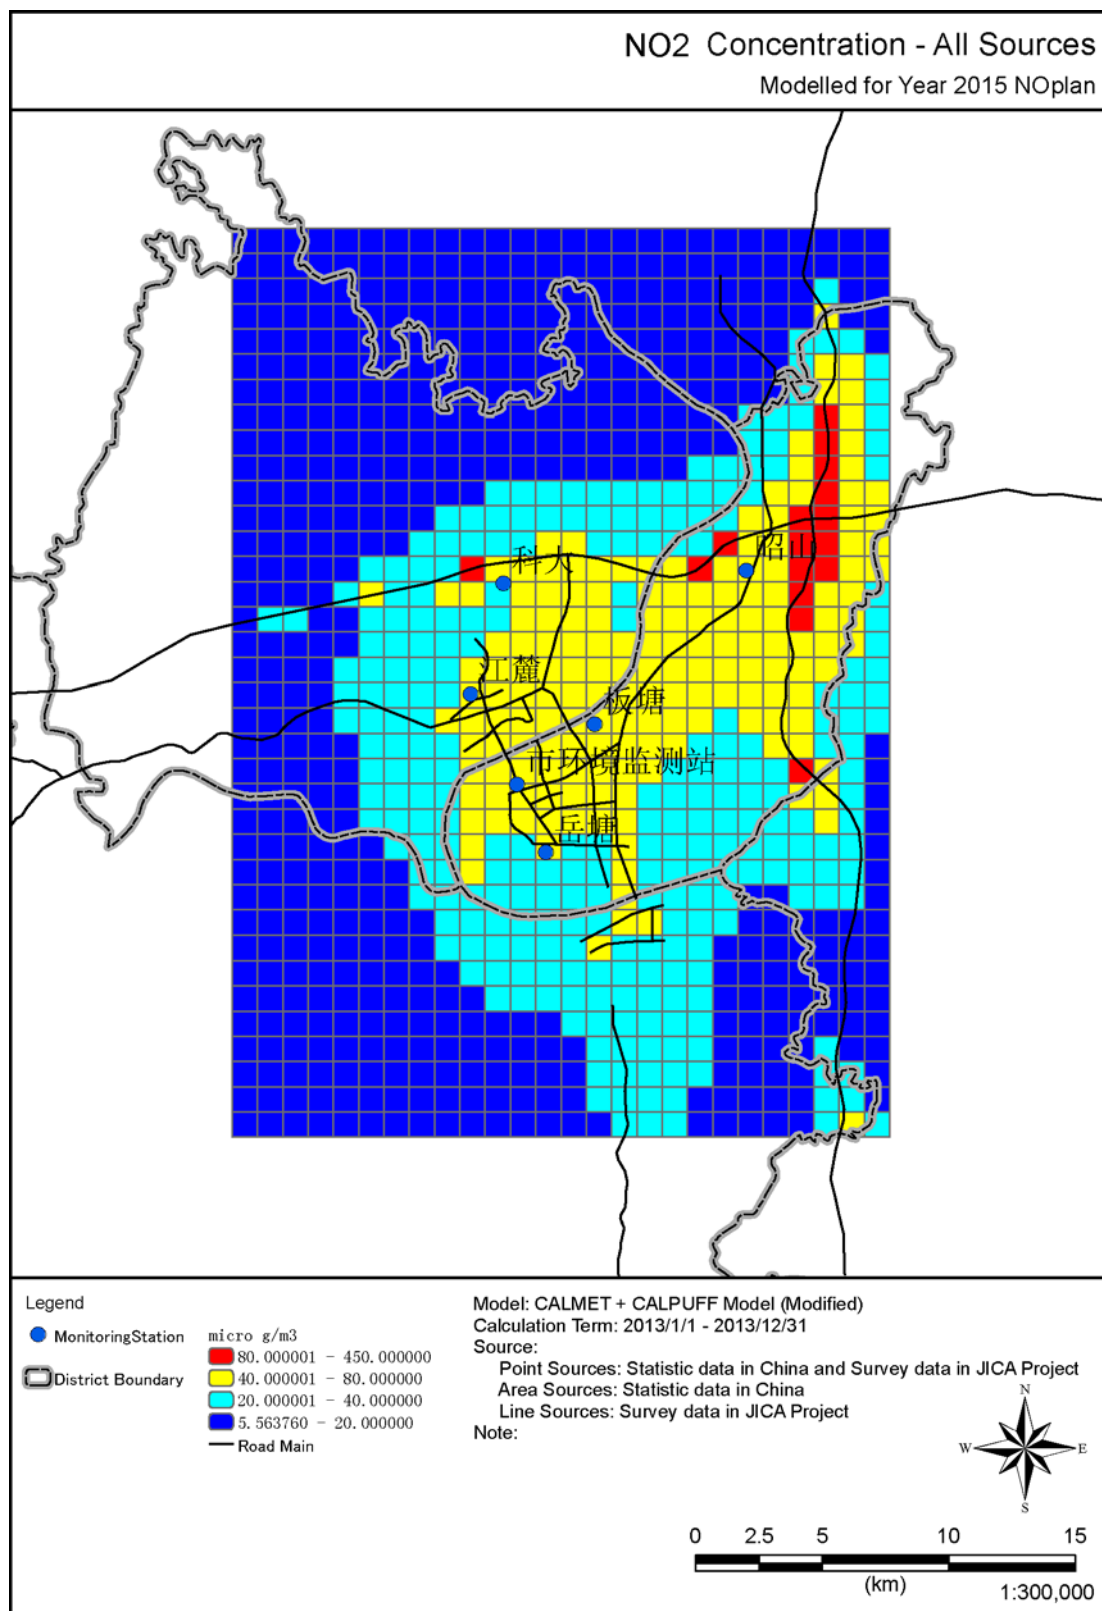 NO2 Concentration - All Sources
Modelled for Year 2015 NOplan
科大
昭山
江麓
板塘
市环境监测站
岳塘
Legend
MonitoringStation
District Boundary
micro g/m3
80.000001 - 450.000000
40.000001 - 80.000000
20.000001 - 40.000000
5.563760 - 20.000000
Road Main
Model: CALMET + CALPUFF Model (Modified)
Calculation Term: 2013/1/1 - 2013/12/31
Source:
Point Sources: Statistic data in China and Survey data in JICA Project
Area Sources: Statistic data in China
Line Sources: Survey data in JICA Project
Note:
N
W E
S
0 2.5 5 10 15
(km)
1:300,000